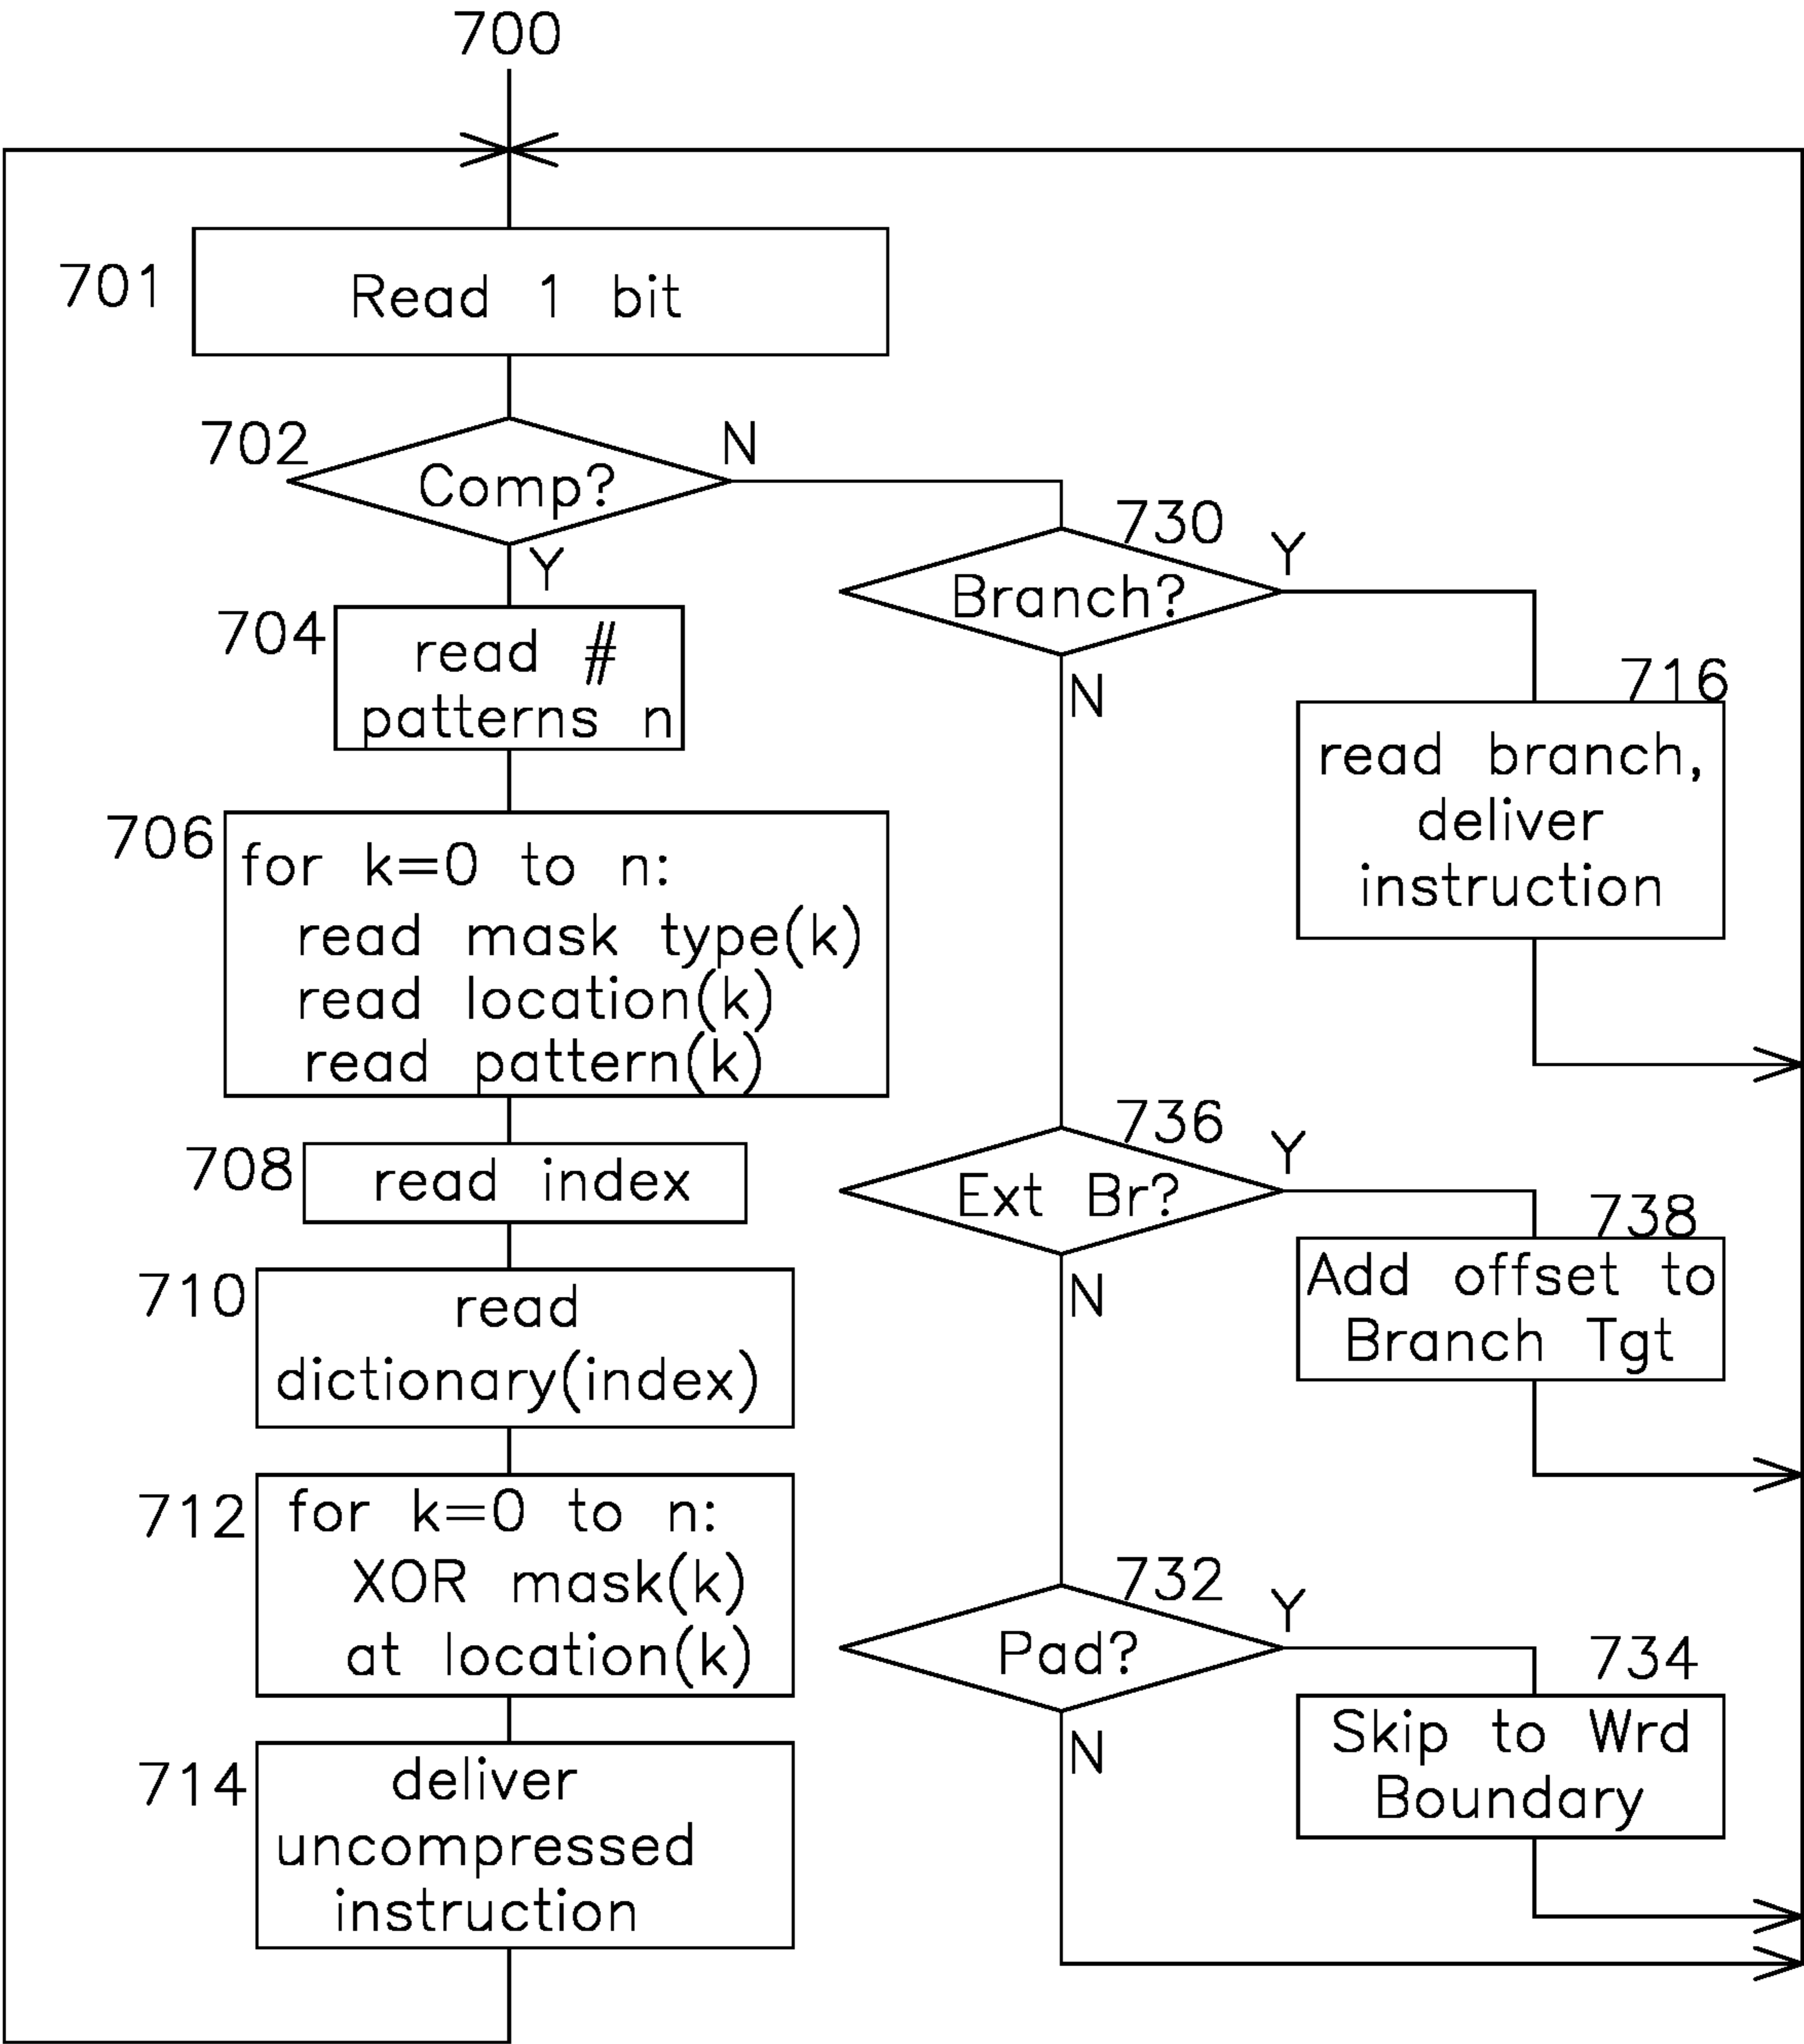 700
701
Read 1 bit
702
Comp?
N
Y
704
read #
patterns n
706
for k=0 to n:
read mask type(k)
read location(k)
read pattern(k)
708
read index
710
read
dictionary(index)
712
for k=0 to n:
XOR mask(k)
at location(k)
714
deliver
uncompressed
instruction
730
Branch?
Y
N
716
read branch,
deliver
instruction
736
Ext Br?
Y
N
738
Add offset to
Branch Tgt
732
Pad?
Y
N
734
Skip to Wrd
Boundary